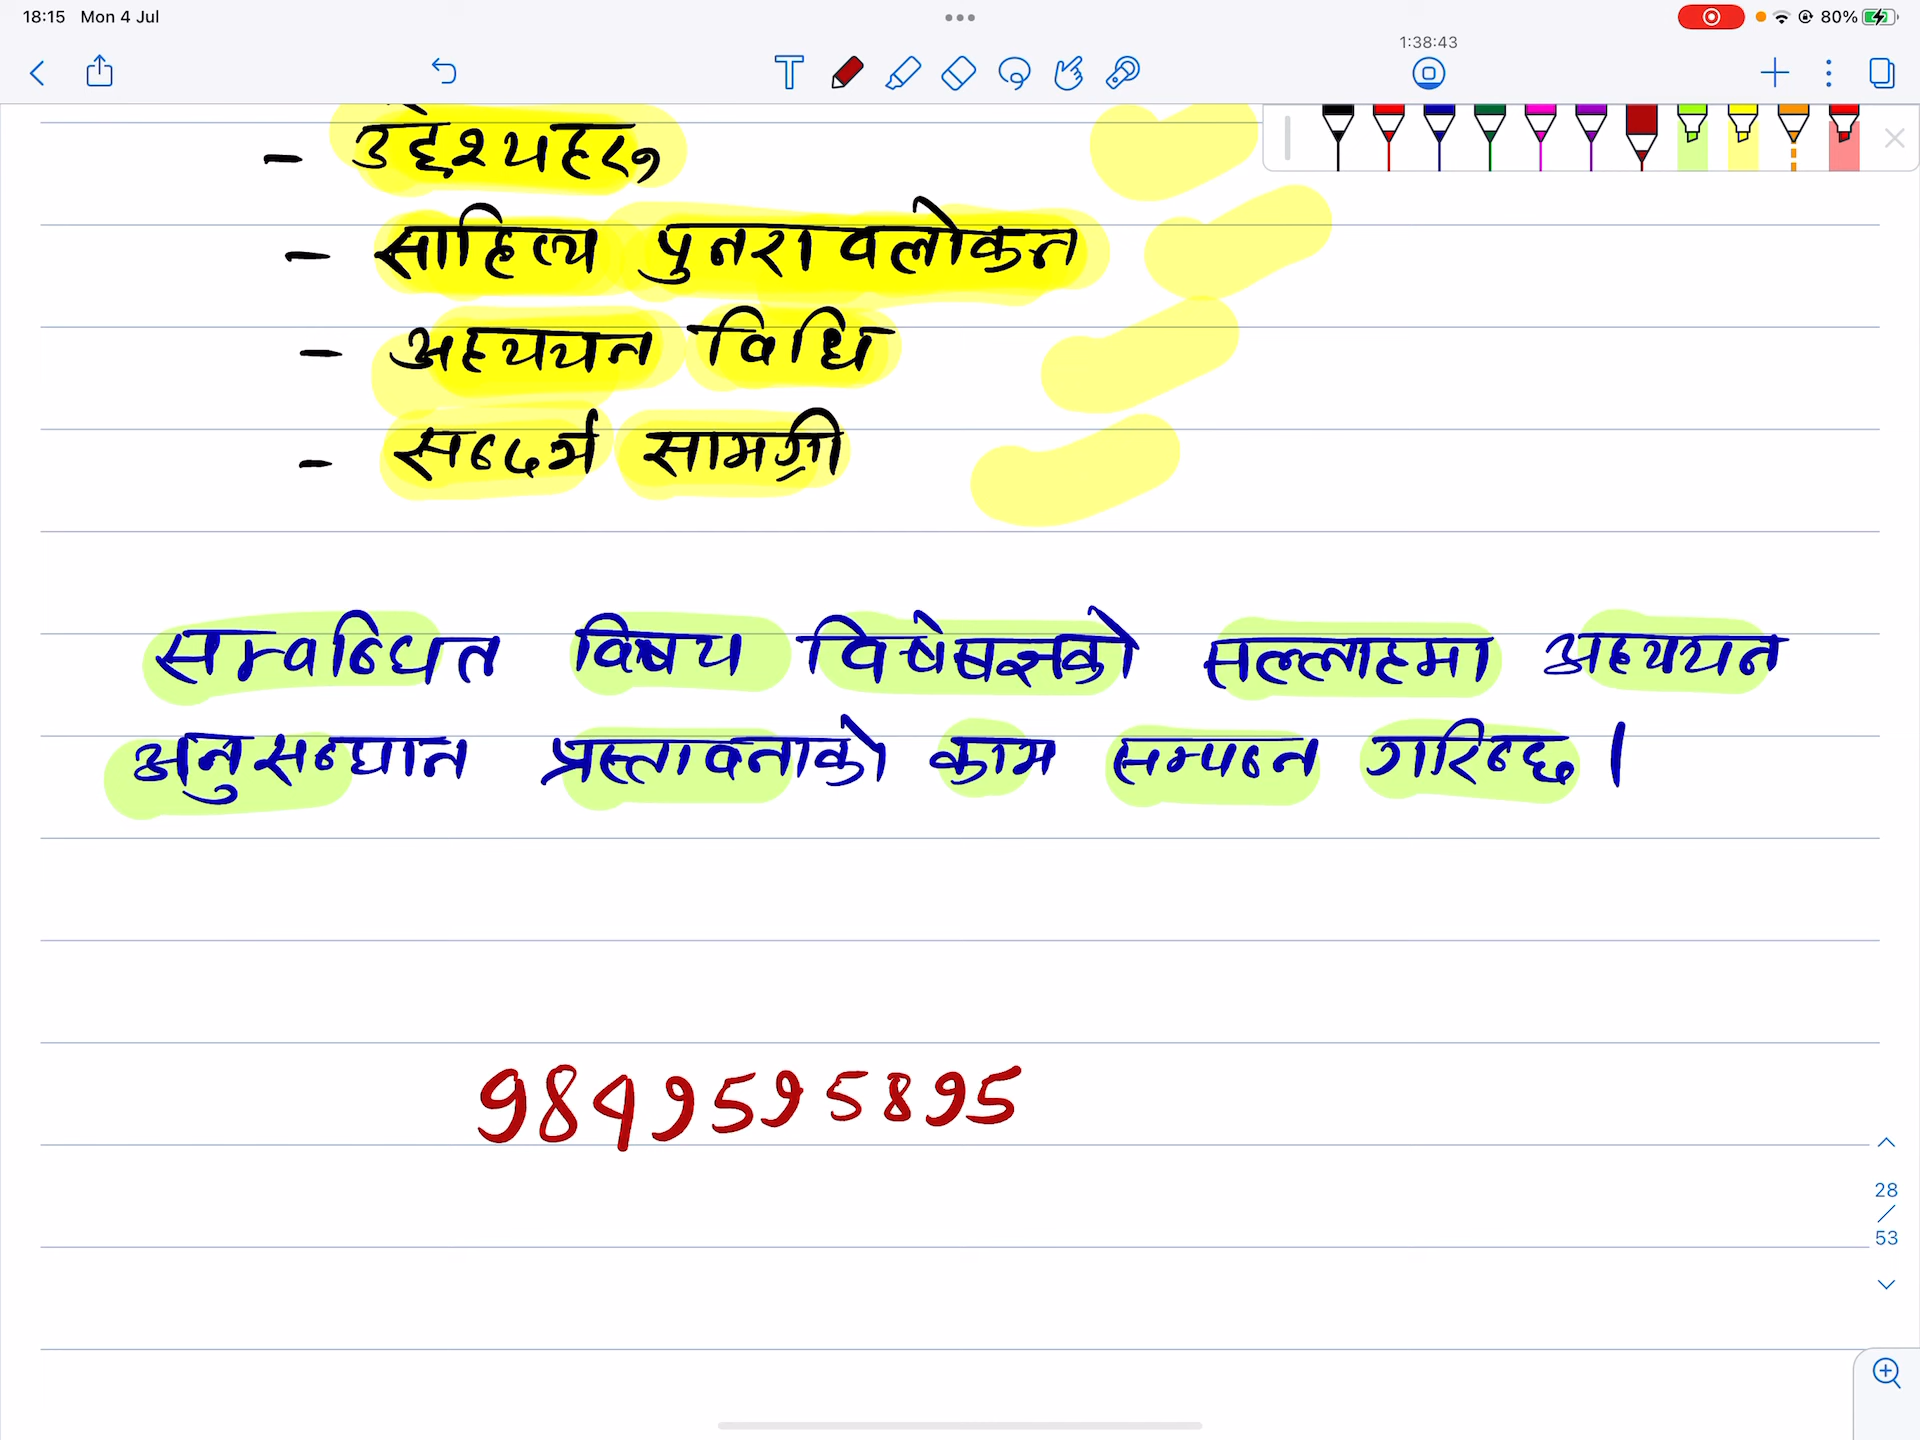 18:15 Mon 4 Jul
80%
1:38:43
- उद्देश्यहरू
- साहित्य पुनरावलोकन
- अध्ययन विधि
- सन्दर्भ सामग्री
सम्वन्धित विषय विषेषज्ञको सल्लाहमा अध्ययन
अनुसन्धान प्रस्तावनाको काम सम्पन्न गरिन्छ।
9849595895
28
/
53